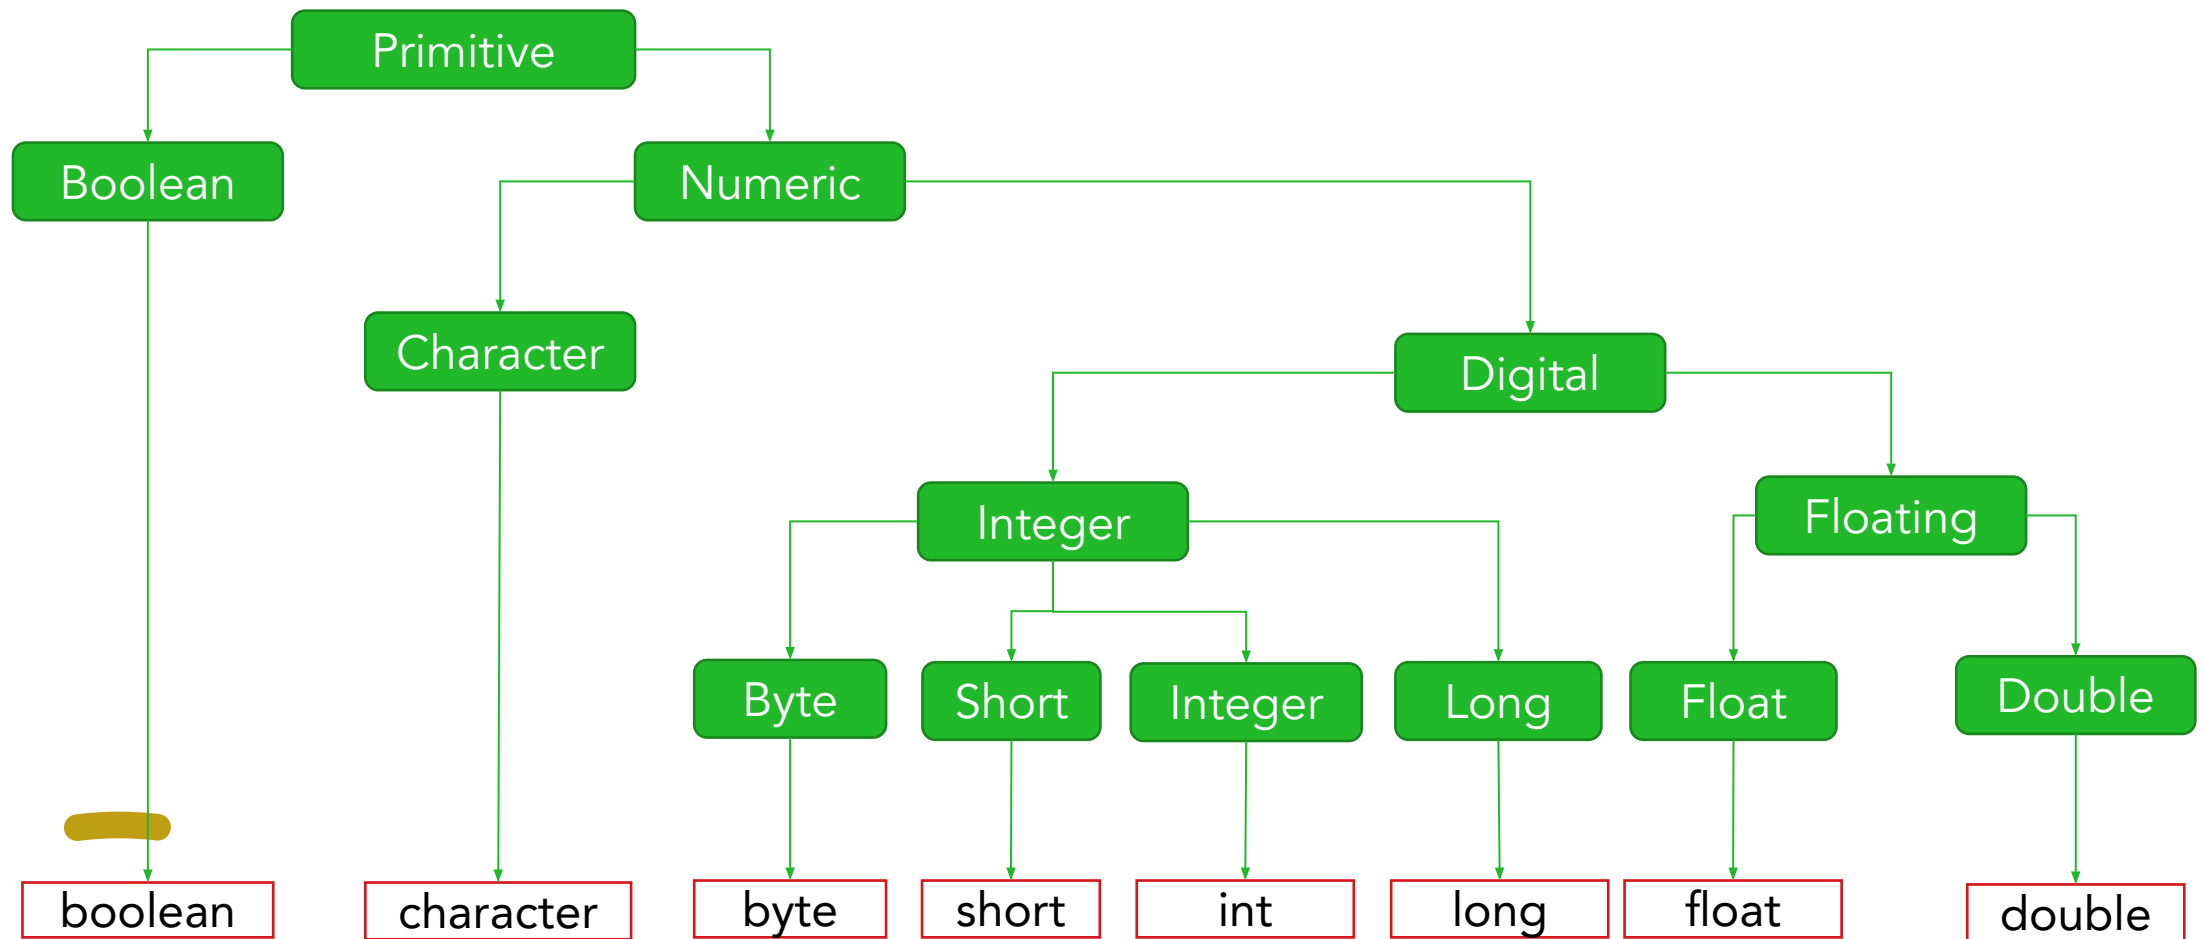 Primitive
Boolean
Numeric
Character
Digital
Integer
Floating
Byte
Short
Integer
Long
Float
Double
boolean
character
byte
short
int
long
float
double